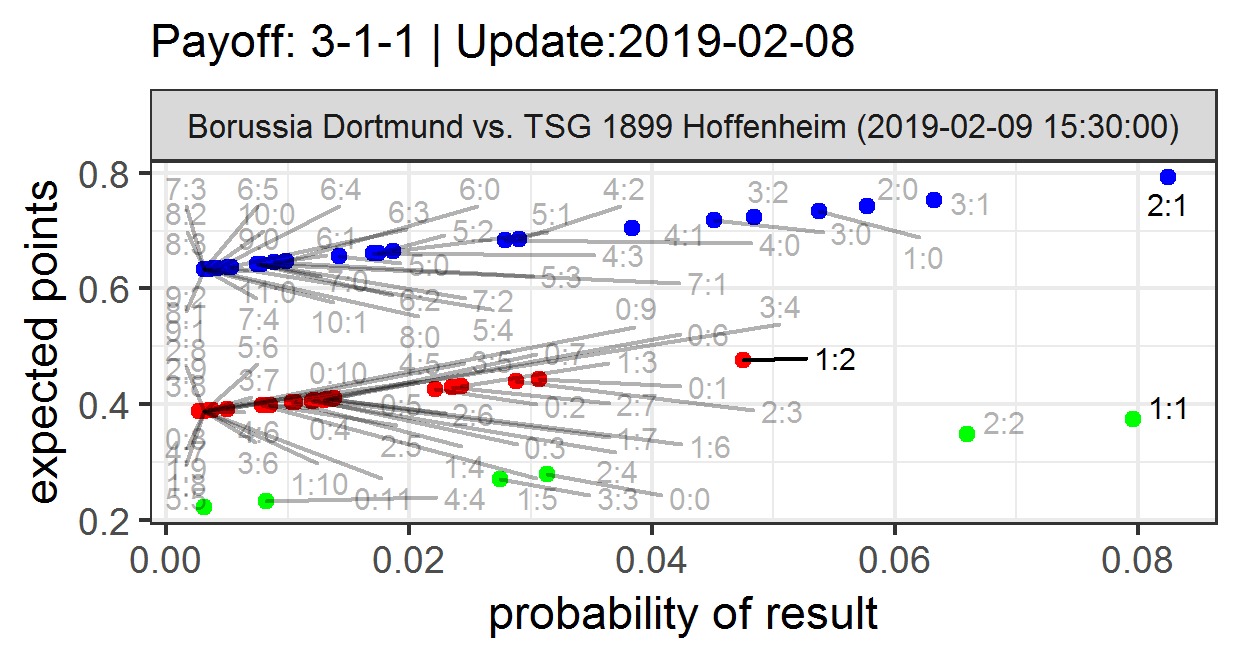 Payoff: 3-1-1 | Update:2019-02-08
Borussia Dortmund vs. TSG 1899 Hoffenheim (2019-02-09 15:30:00)
expected points
0.8
0.6
0.4
0.2
7:3 6:5 6:4 6:0 4:2 3:2 2:0 3:1 2:1
8:2 10:0 6:3 5:1
9:0 6:1 5:2 4:1 4:0 3:0
5:0 4:3 1:0
7:0 5:3 7:1
9:2 11:0 6:2 7:2
9:1 7:4 10:1 8:0 5:4 0:9 0:6 3:4
2:8 5:6 4:5 3:5 0:7 1:3 1:2
2:9 3:7 0:10 0:1
3:8 0:5 2:6 0:2 2:7 2:3 1:1
4:6 0:4 2:5 0:3 1:7 1:6 2:2
4:7 3:6 1:4 2:4
1:9 1:10
1:8 0:11 4:4 1:5 3:3 0:0
0.00 0.02 0.04 0.06 0.08
probability of result